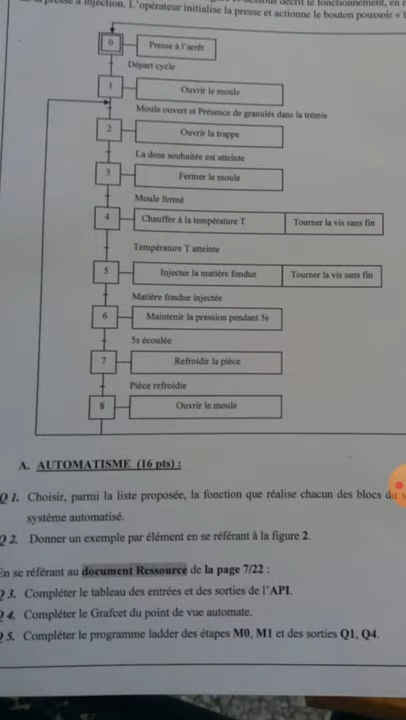 à injection. L'opérateur initialise la presse et actionne le bouton poussoir «
décrit le fonctionnement, en
0 Presse à l'arrêt
Départ cycle
1 Ouvrir le moule
Moule ouvert et Présence de granulés dans la trémie
2 Ouvrir la trappe
La dose souhaitée est atteinte
3 Fermer le moule
Moule fermé
4 Chauffer à la température T Tourner la vis sans fin
Température T atteinte
5 Injecter la matière fondue Tourner la vis sans fin
Matière fondue injectée
6 Maintenir la pression pendant 5s
5s écoulée
7 Refroidir la pièce
Pièce refroidie
8 Ouvrir le moule
A. AUTOMATISME (16 pts) :
Q 1. Choisir, parmi la liste proposée, la fonction que réalise chacun des blocs du
système automatisé.
Q 2. Donner un exemple par élément en se référant à la figure 2.
En se référant au document Ressource de la page 7/22 :
Q 3. Compléter le tableau des entrées et des sorties de l'API.
Q 4. Compléter le Grafcet du point de vue automate.
Q 5. Compléter le programme ladder des étapes M0, M1 et des sorties Q1, Q4.